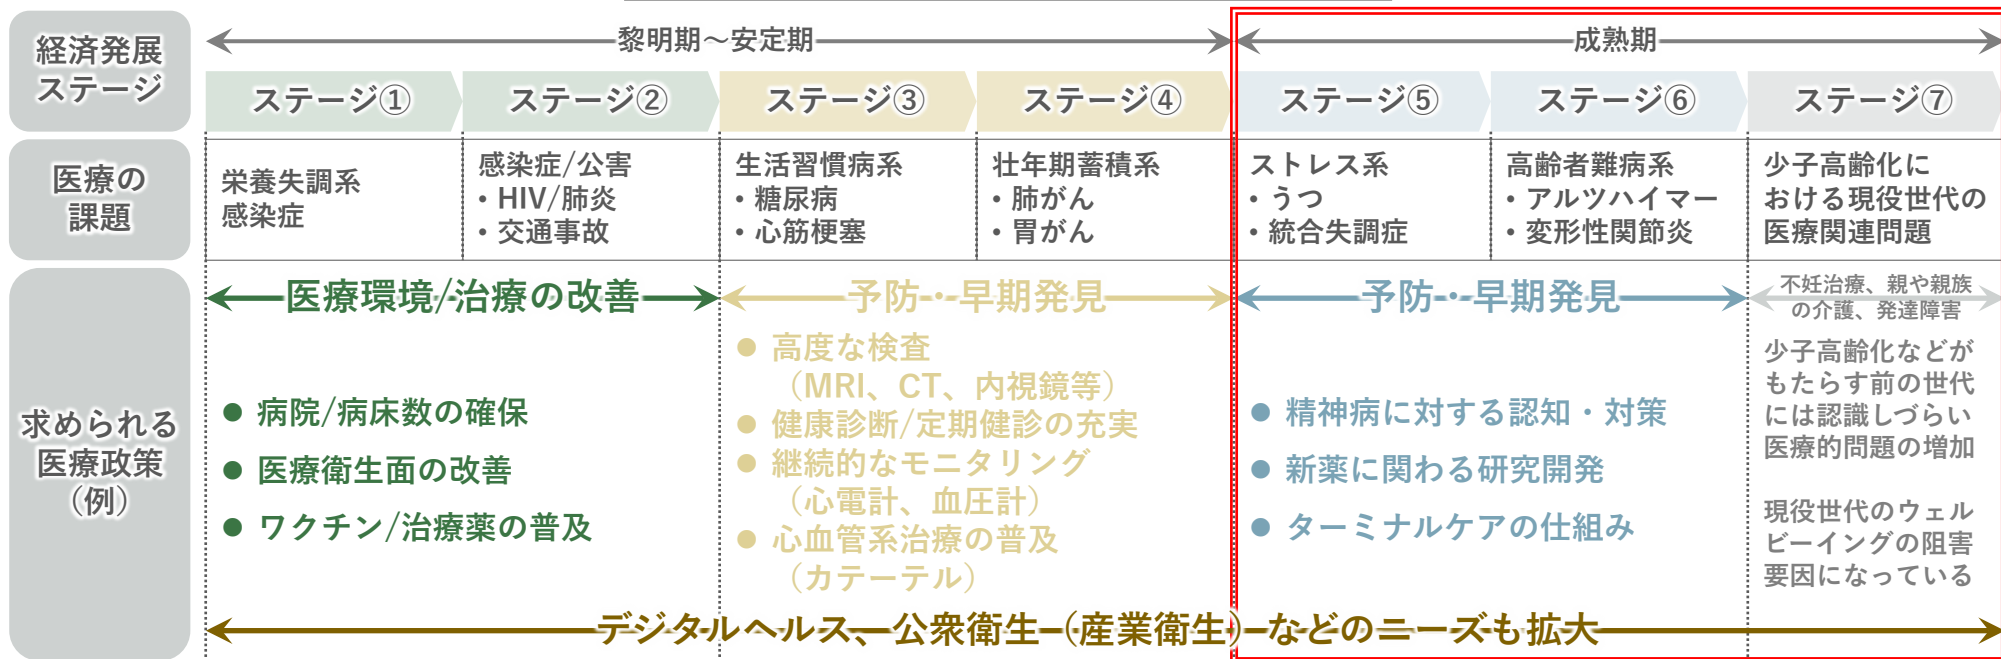 経済発展
ステージ
黎明期～安定期
成熟期
ステージ①
ステージ②
ステージ③
ステージ④
ステージ⑤
ステージ⑥
ステージ⑦
医療の
課題
栄養失調系
感染症
感染症/公害
・HIV/肺炎
・交通事故
生活習慣病系
・糖尿病
・心筋梗塞
壮年期蓄積系
・肺がん
・胃がん
ストレス系
・うつ
・統合失調症
高齢者難病系
・アルツハイマー
・変形性関節炎
少子高齢化に
おける現役世代の
医療関連問題
求められる
医療政策
（例）
医療環境/治療の改善
● 病院/病床数の確保
● 医療衛生面の改善
● ワクチン/治療薬の普及
予防・早期発見
● 高度な検査
（MRI、CT、内視鏡等）
● 健康診断/定期健診の充実
● 継続的なモニタリング
（心電計、血圧計）
● 心血管系治療の普及
（カテーテル）
予防・早期発見
● 精神病に対する認知・対策
● 新薬に関わる研究開発
● ターミナルケアの仕組み
不妊治療、親や親族
の介護、発達障害
少子高齢化などが
もたらす前の世代
には認識しづらい
医療的問題の増加
現役世代のウェル
ビーイングの阻害
要因になっている
デジタルヘルス、公衆衛生（産業衛生）などのニーズも拡大